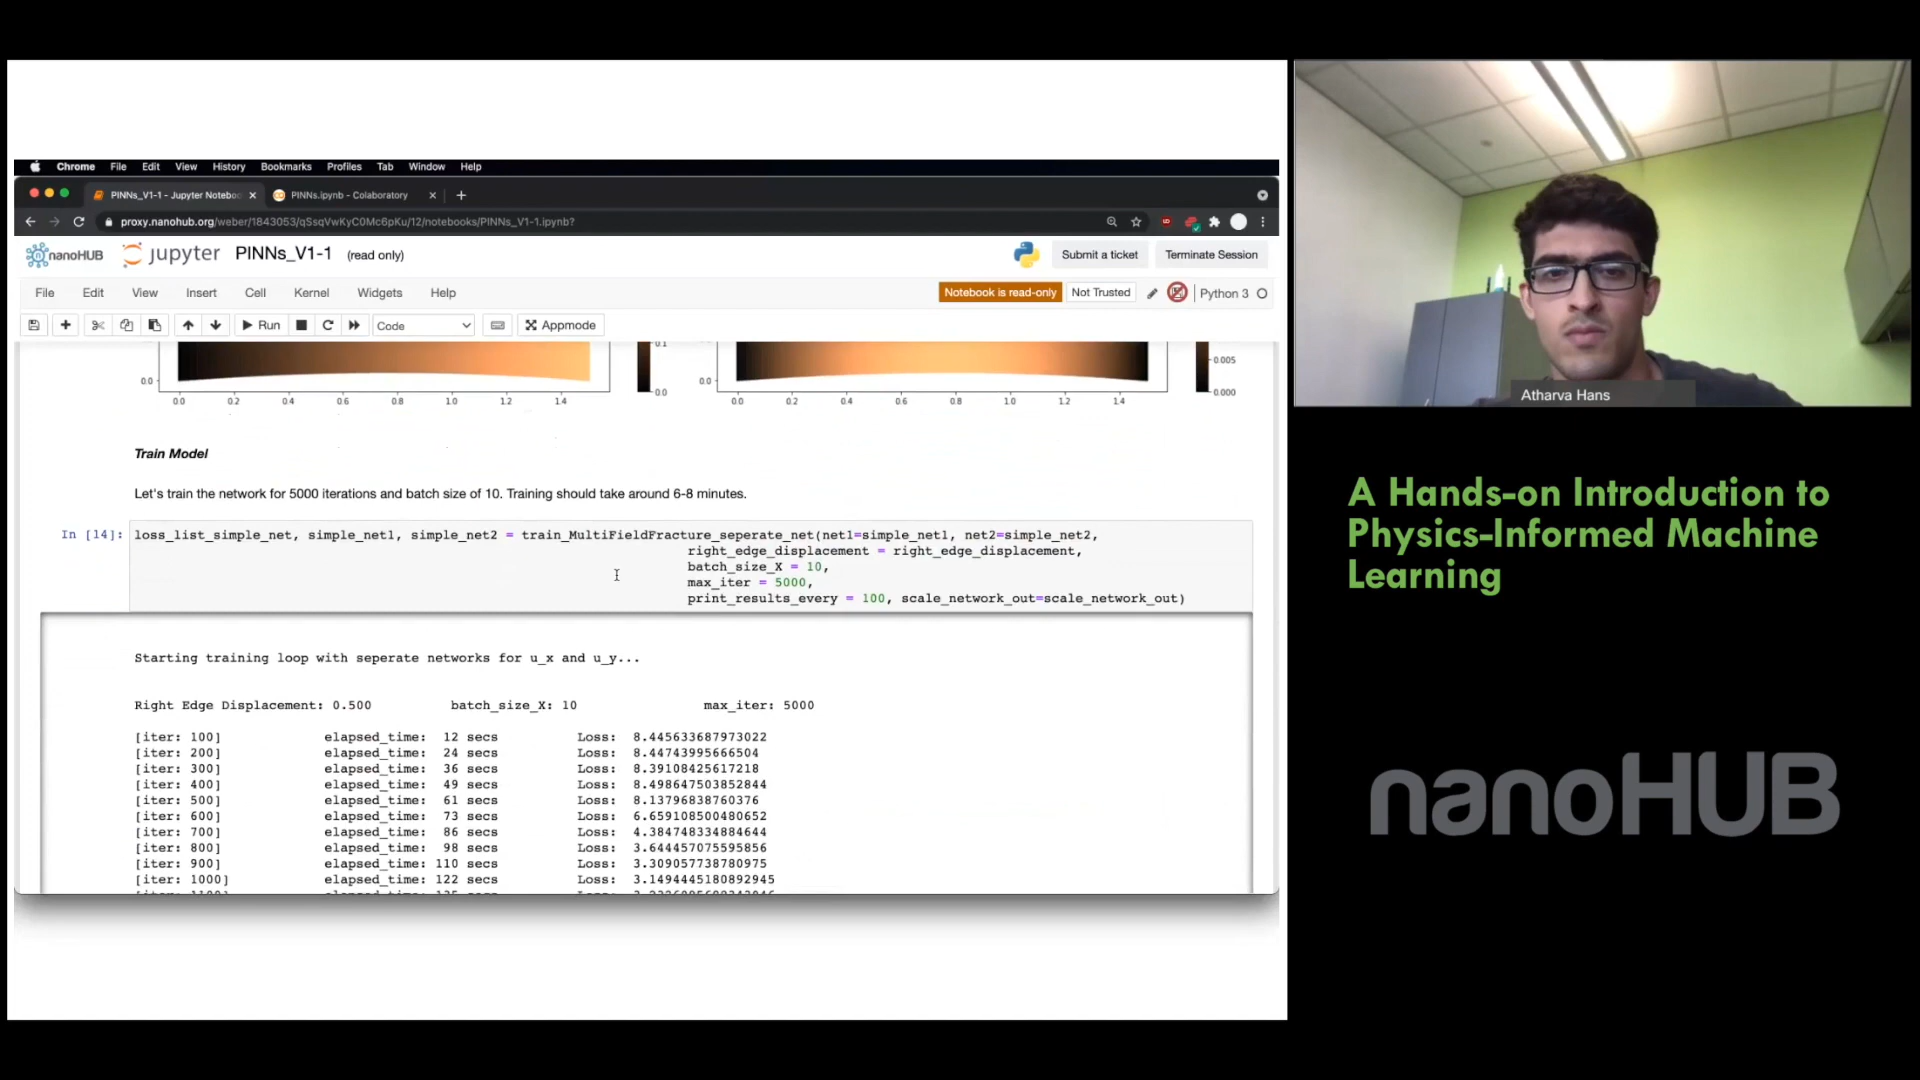 Chrome File Edit View History Bookmarks Profiles Tab Window Help
PINNs_V1-1 - Jupyter Notebo
PINNs.ipynb - Colaboratory
proxy.nanohub.org/weber/1843053/qSsqVwKyC0Mc6pKu/12/notebooks/PINNs_V1-1.ipynb?
nanoHUB jupyter PINNs_V1-1 (read only)
Submit a ticket Terminate Session
File Edit View Insert Cell Kernel Widgets Help
Notebook is read-only Not Trusted Python 3
Run Code Appmode
0.1 0.005
0.0 0.0 0.0 0.000
0.0 0.2 0.4 0.6 0.8 1.0 1.2 1.4 0.0 0.2 0.4 0.6 0.8 1.0 1.2 1.4
Train Model
Let's train the network for 5000 iterations and batch size of 10. Training should take around 6-8 minutes.
In [14]: loss_list_simple_net, simple_net1, simple_net2 = train_MultiFieldFracture_seperate_net(net1=simple_net1, net2=simple_net2,
right_edge_displacement = right_edge_displacement,
batch_size_X = 10,
max_iter = 5000,
print_results_every = 100, scale_network_out=scale_network_out)
Starting training loop with seperate networks for u_x and u_y...
Right Edge Displacement: 0.500 batch_size_X: 10 max_iter: 5000
[iter: 100] elapsed_time: 12 secs Loss: 8.445633687973022
[iter: 200] elapsed_time: 24 secs Loss: 8.44743995666504
[iter: 300] elapsed_time: 36 secs Loss: 8.39108425617218
[iter: 400] elapsed_time: 49 secs Loss: 8.498647503852844
[iter: 500] elapsed_time: 61 secs Loss: 8.13796838760376
[iter: 600] elapsed_time: 73 secs Loss: 6.659108500480652
[iter: 700] elapsed_time: 86 secs Loss: 4.384748334884644
[iter: 800] elapsed_time: 98 secs Loss: 3.644457075595856
[iter: 900] elapsed_time: 110 secs Loss: 3.309057738780975
[iter: 1000] elapsed_time: 122 secs Loss: 3.1494445180892945
Atharva Hans
A Hands-on Introduction to
Physics-Informed Machine
Learning
nanoHUB